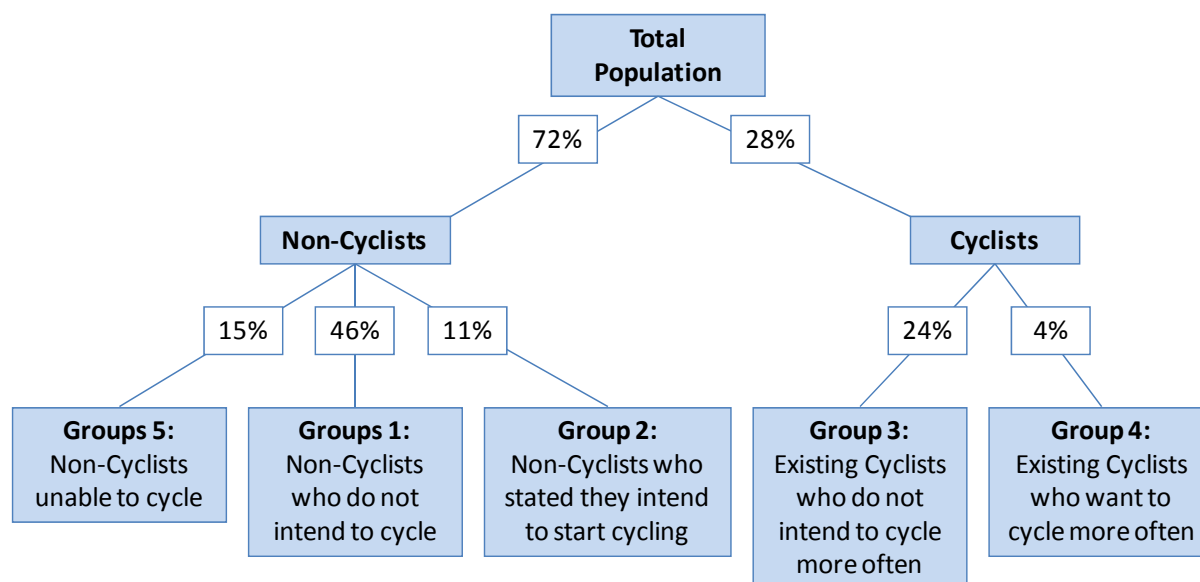 Total
Population
72%
28%
Non-Cyclists
Cyclists
15%
46%
11%
24%
4%
Groups 5:
Non-Cyclists
unable to cycle
Groups 1:
Non-Cyclists
who do not
intend to cycle
Group 2:
Non-Cyclists who
stated they intend
to start cycling
Group 3:
Existing Cyclists
who do not
intend to cycle
more often
Group 4:
Existing Cyclists
who want to
cycle more often